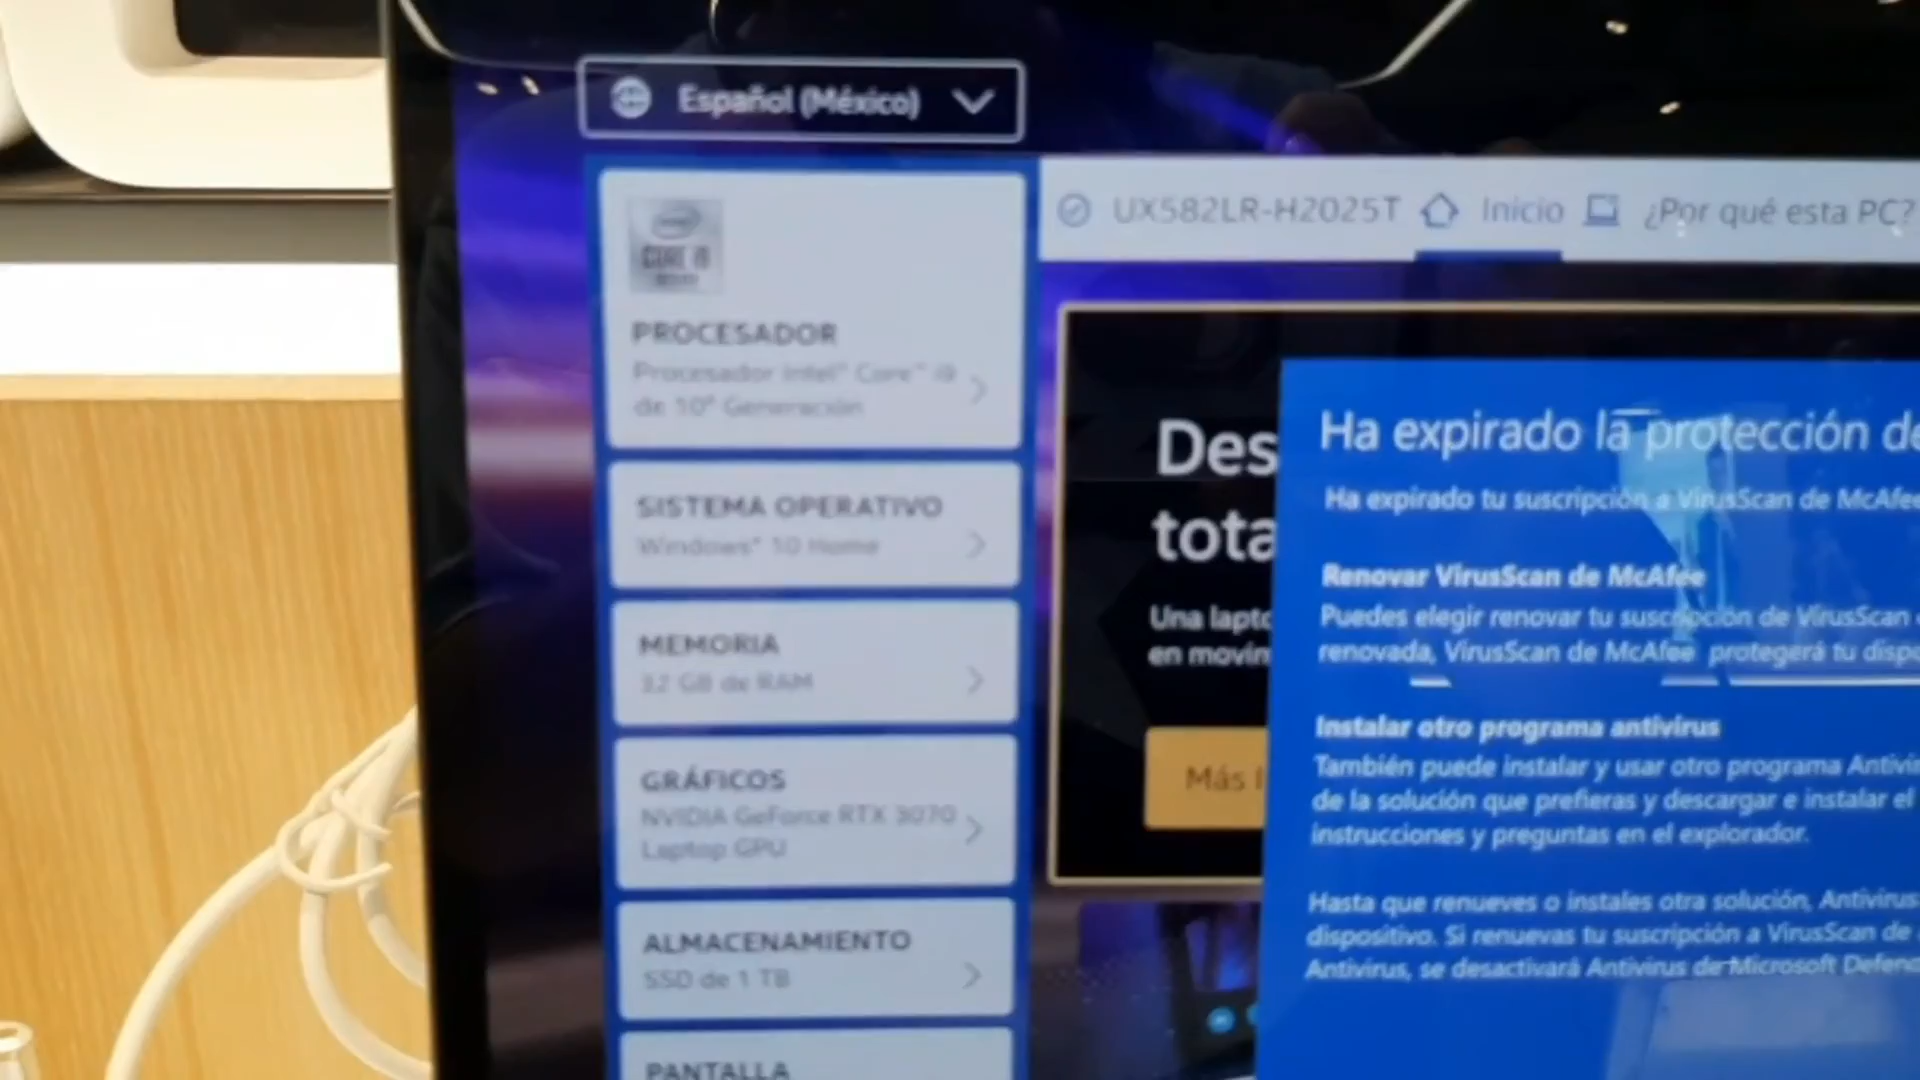 Español (México)
intel
CORE i9
UX582LR-H2025T
Inicio
¿Por qué esta PC?
PROCESADOR
Procesador Intel® Core™ i9
de 10ª Generación
SISTEMA OPERATIVO
Windows® 10 Home
MEMORIA
32 GB de RAM
GRÁFICOS
NVIDIA GeForce RTX 3070
Laptop GPU
ALMACENAMIENTO
SSD de 1 TB
PANTALLA
Des
tota
Una lapto
en movim
Más I
Ha expirado la protección de
Ha expirado tu suscripción a VirusScan de McAfee
Renovar VirusScan de McAfee
Puedes elegir renovar tu suscripción de VirusScan
renovada, VirusScan de McAfee protegerá tu dispo
Instalar otro programa antivirus
También puede instalar y usar otro programa Antivir
de la solución que prefieras y descargar e instalar el
instrucciones y preguntas en el explorador.
Hasta que renueves o instales otra solución, Antivirus
dispositivo. Si renuevas tu suscripción a VirusScan de
Antivirus, se desactivará Antivirus de Microsoft Defend